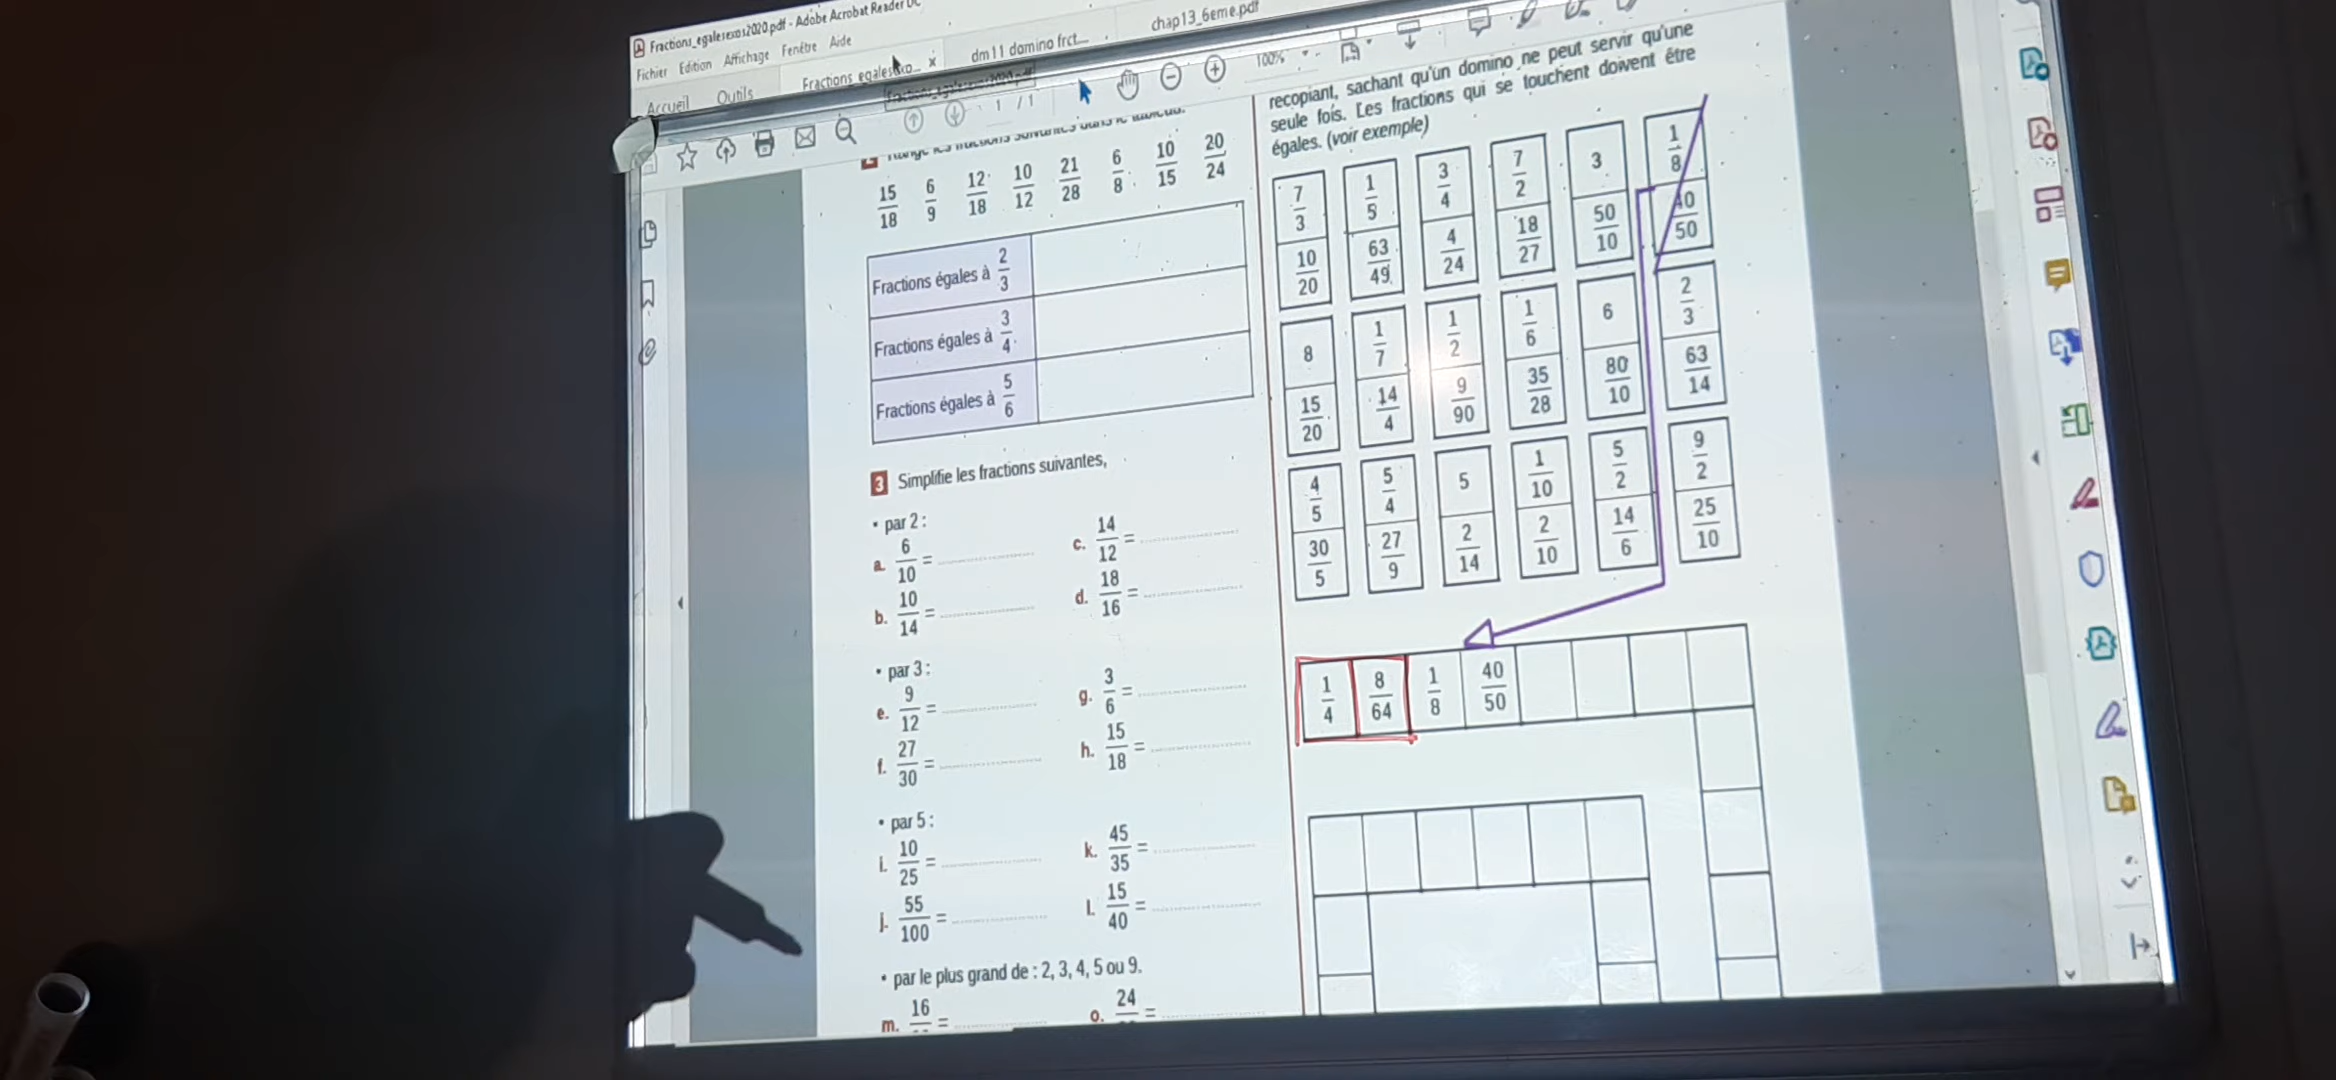 Fractions_egalesexos2020.pdf - Adobe Acrobat Reader DC
Fichier Edition Affichage Fenêtre Aide
Accueil Outils Fractions_egalesexo... x dm11 domino frct... chap13_6eme.pdf
1 / 1 100%
15/18 6/9 12/18 10/12 21/28 6/8 10/15 20/24
Fractions égales à 2/3
Fractions égales à 3/4
Fractions égales à 5/6
3 Simplifie les fractions suivantes,
• par 2 :
a. 6/10 = c. 14/12 =
b. 10/14 = d. 18/16 =
• par 3 :
e. 9/12 = g. 3/6 =
f. 27/30 = h. 15/18 =
• par 5 :
i. 10/25 = k. 45/35 =
j. 55/100 = l. 15/40 =
• par le plus grand de : 2, 3, 4, 5 ou 9.
m. 16 = o. 24 =
recopiant, sachant qu'un domino ne peut servir qu'une
seule fois. Les fractions qui se touchent doivent être
égales. (voir exemple)
7/3 1/5 3/4 7/2 3 1/8
10/20 63/49 4/24 18/27 50/10 40/50
8 1/7 1/2 1/6 6 2/3
15/20 14/4 9/90 35/28 80/10 63/14
4/5 5/4 5 1/10 5/2 9/2
30/5 27/9 2/14 2/10 14/6 25/10
1/4 8/64 1/8 40/50